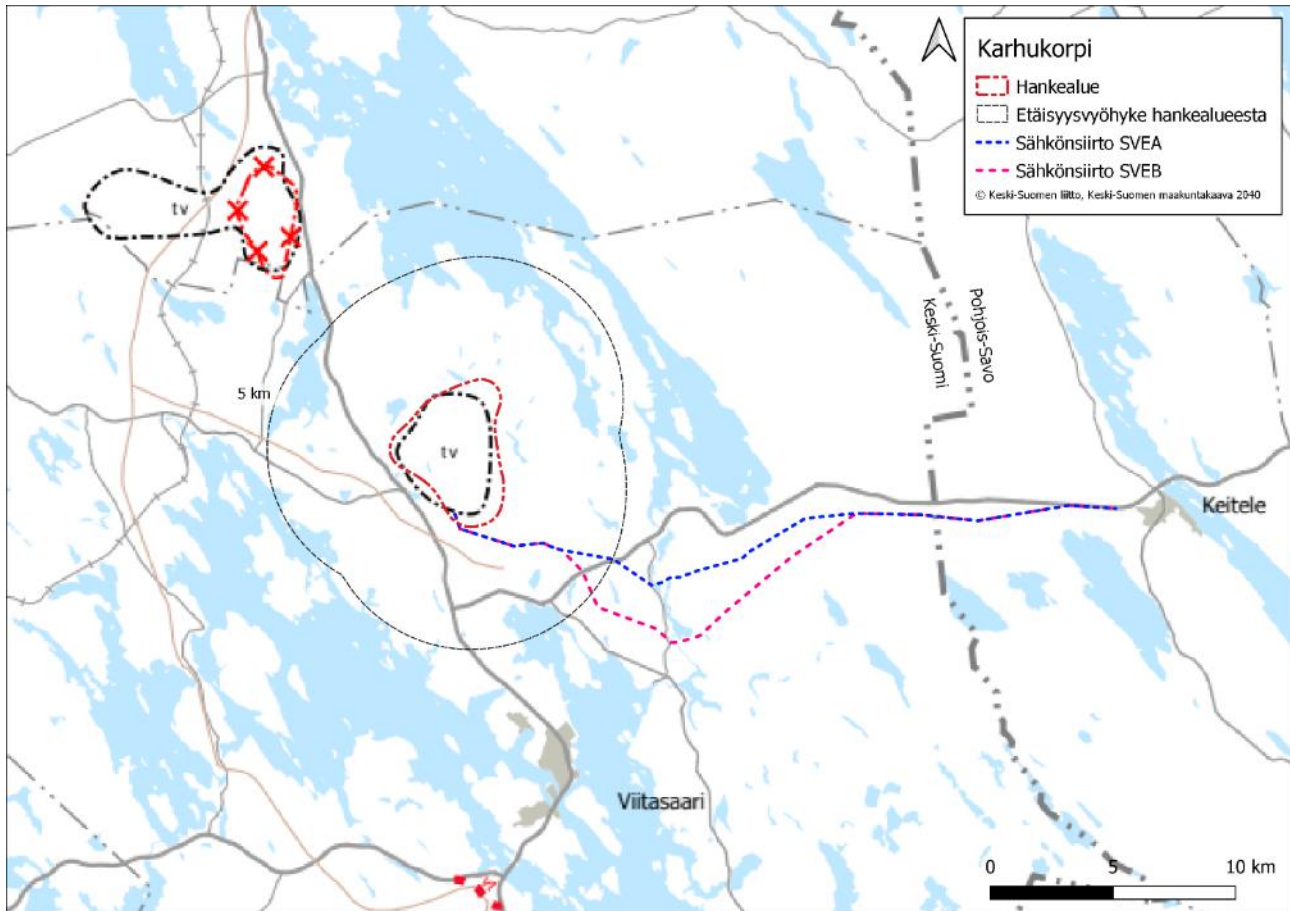 Karhukorpi
Hankealue
Etäisyysvyöhyke hankealueesta
Sähkönsiirto SVEA
Sähkönsiirto SVEB
© Keski-Suomen liitto, Keski-Suomen maakuntakaava 2040
tv
Pohjois-Savo
Keski-Suomi
5 km
tv
Keitele
Viitasaari
0 5 10 km